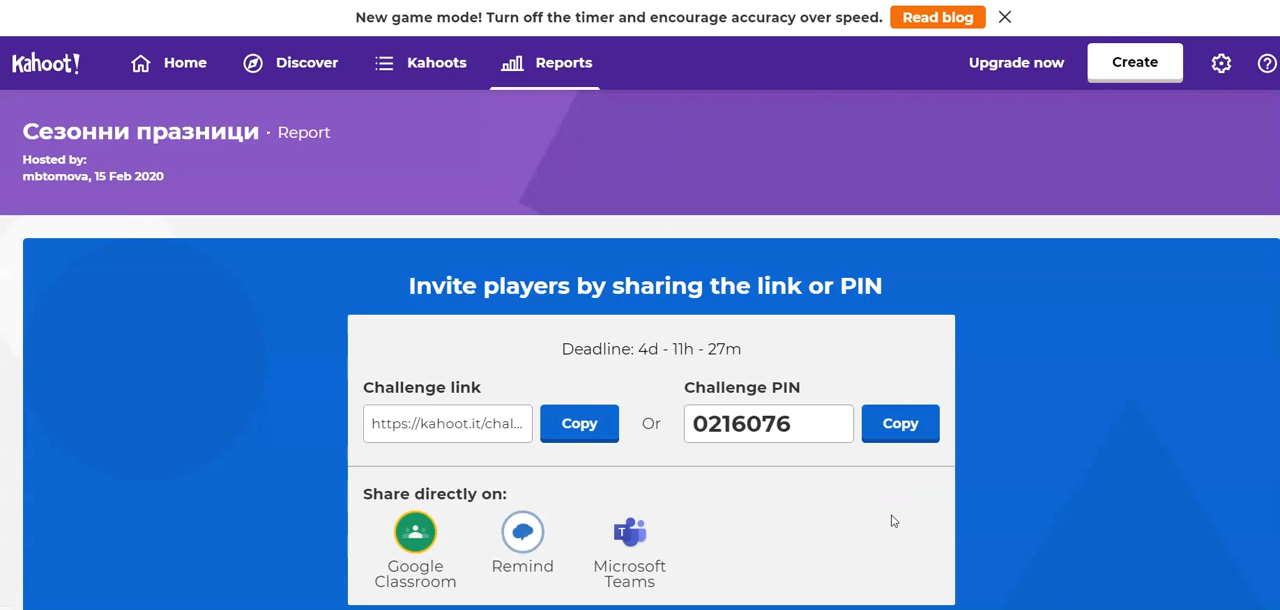 New game mode! Turn off the timer and encourage accuracy over speed. Read blog
Kahoot! Home Discover Kahoots Reports Upgrade now Create
Сезонни празници · Report
Hosted by:
mbtomova, 15 Feb 2020
Invite players by sharing the link or PIN
Deadline: 4d - 11h - 27m
Challenge link Challenge PIN
https://kahoot.it/chal... Copy Or 0216076 Copy
Share directly on:
Google Classroom
Remind
Microsoft Teams